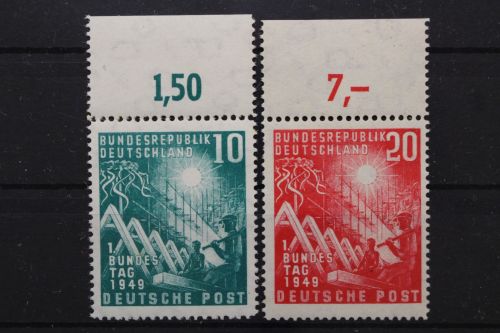 1,50
BUNDESREPUBLIK
DEUTSCHLAND
10
1.
BUNDES
TAG
1949
DEUTSCHE POST
7,–
BUNDESREPUBLIK
DEUTSCHLAND
20
1.
BUNDES
TAG
1949
DEUTSCHE POST